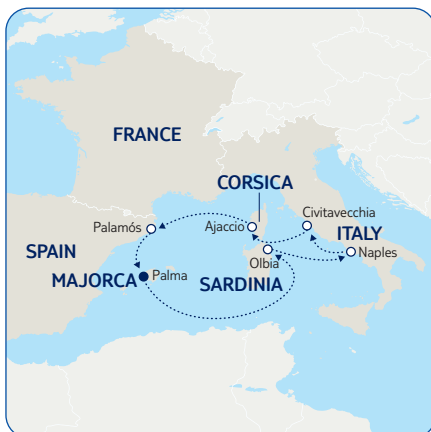 FRANCE
CORSICA
Civitavecchia
Palamós
Ajaccio
ITALY
SPAIN
Naples
Olbia
MAJORCA
Palma
SARDINIA